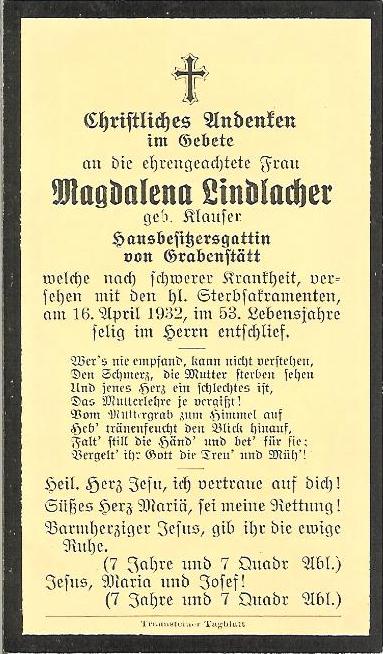 Christliches Andenken
im Gebete
an die ehrengeachtete Frau
Magdalena Lindlacher
geb. Klauser
Hausbesitzersgattin
von Grabenstätt
welche nach schwerer Krankheit, ver-
sehen mit den hl. Sterbsakramenten,
am 16. April 1932, im 53. Lebensjahre
selig im Herrn entschlief.
Wer's nie empfand, kann nicht verstehen,
Den Schmerz, die Mutter sterben sehen
Und jenes Herz ein schlechtes ist,
Das Mutterlehre je vergißt!
Vom Muttergrab zum Himmel auf
Heb' tränenfeucht den Blick hinauf,
Falt' still die Händ' und bet' für sie:
Vergelt' ihr Gott die Treu' und Müh'!
Heil. Herz Jesu, ich vertraue auf dich!
Süßes Herz Mariä, sei meine Rettung!
Barmherziger Jesus, gib ihr die ewige
Ruhe.
(7 Jahre und 7 Quadr Abl.)
Jesus, Maria und Josef!
(7 Jahre und 7 Quadr Abl.)
Traunsteiner Tagblatt